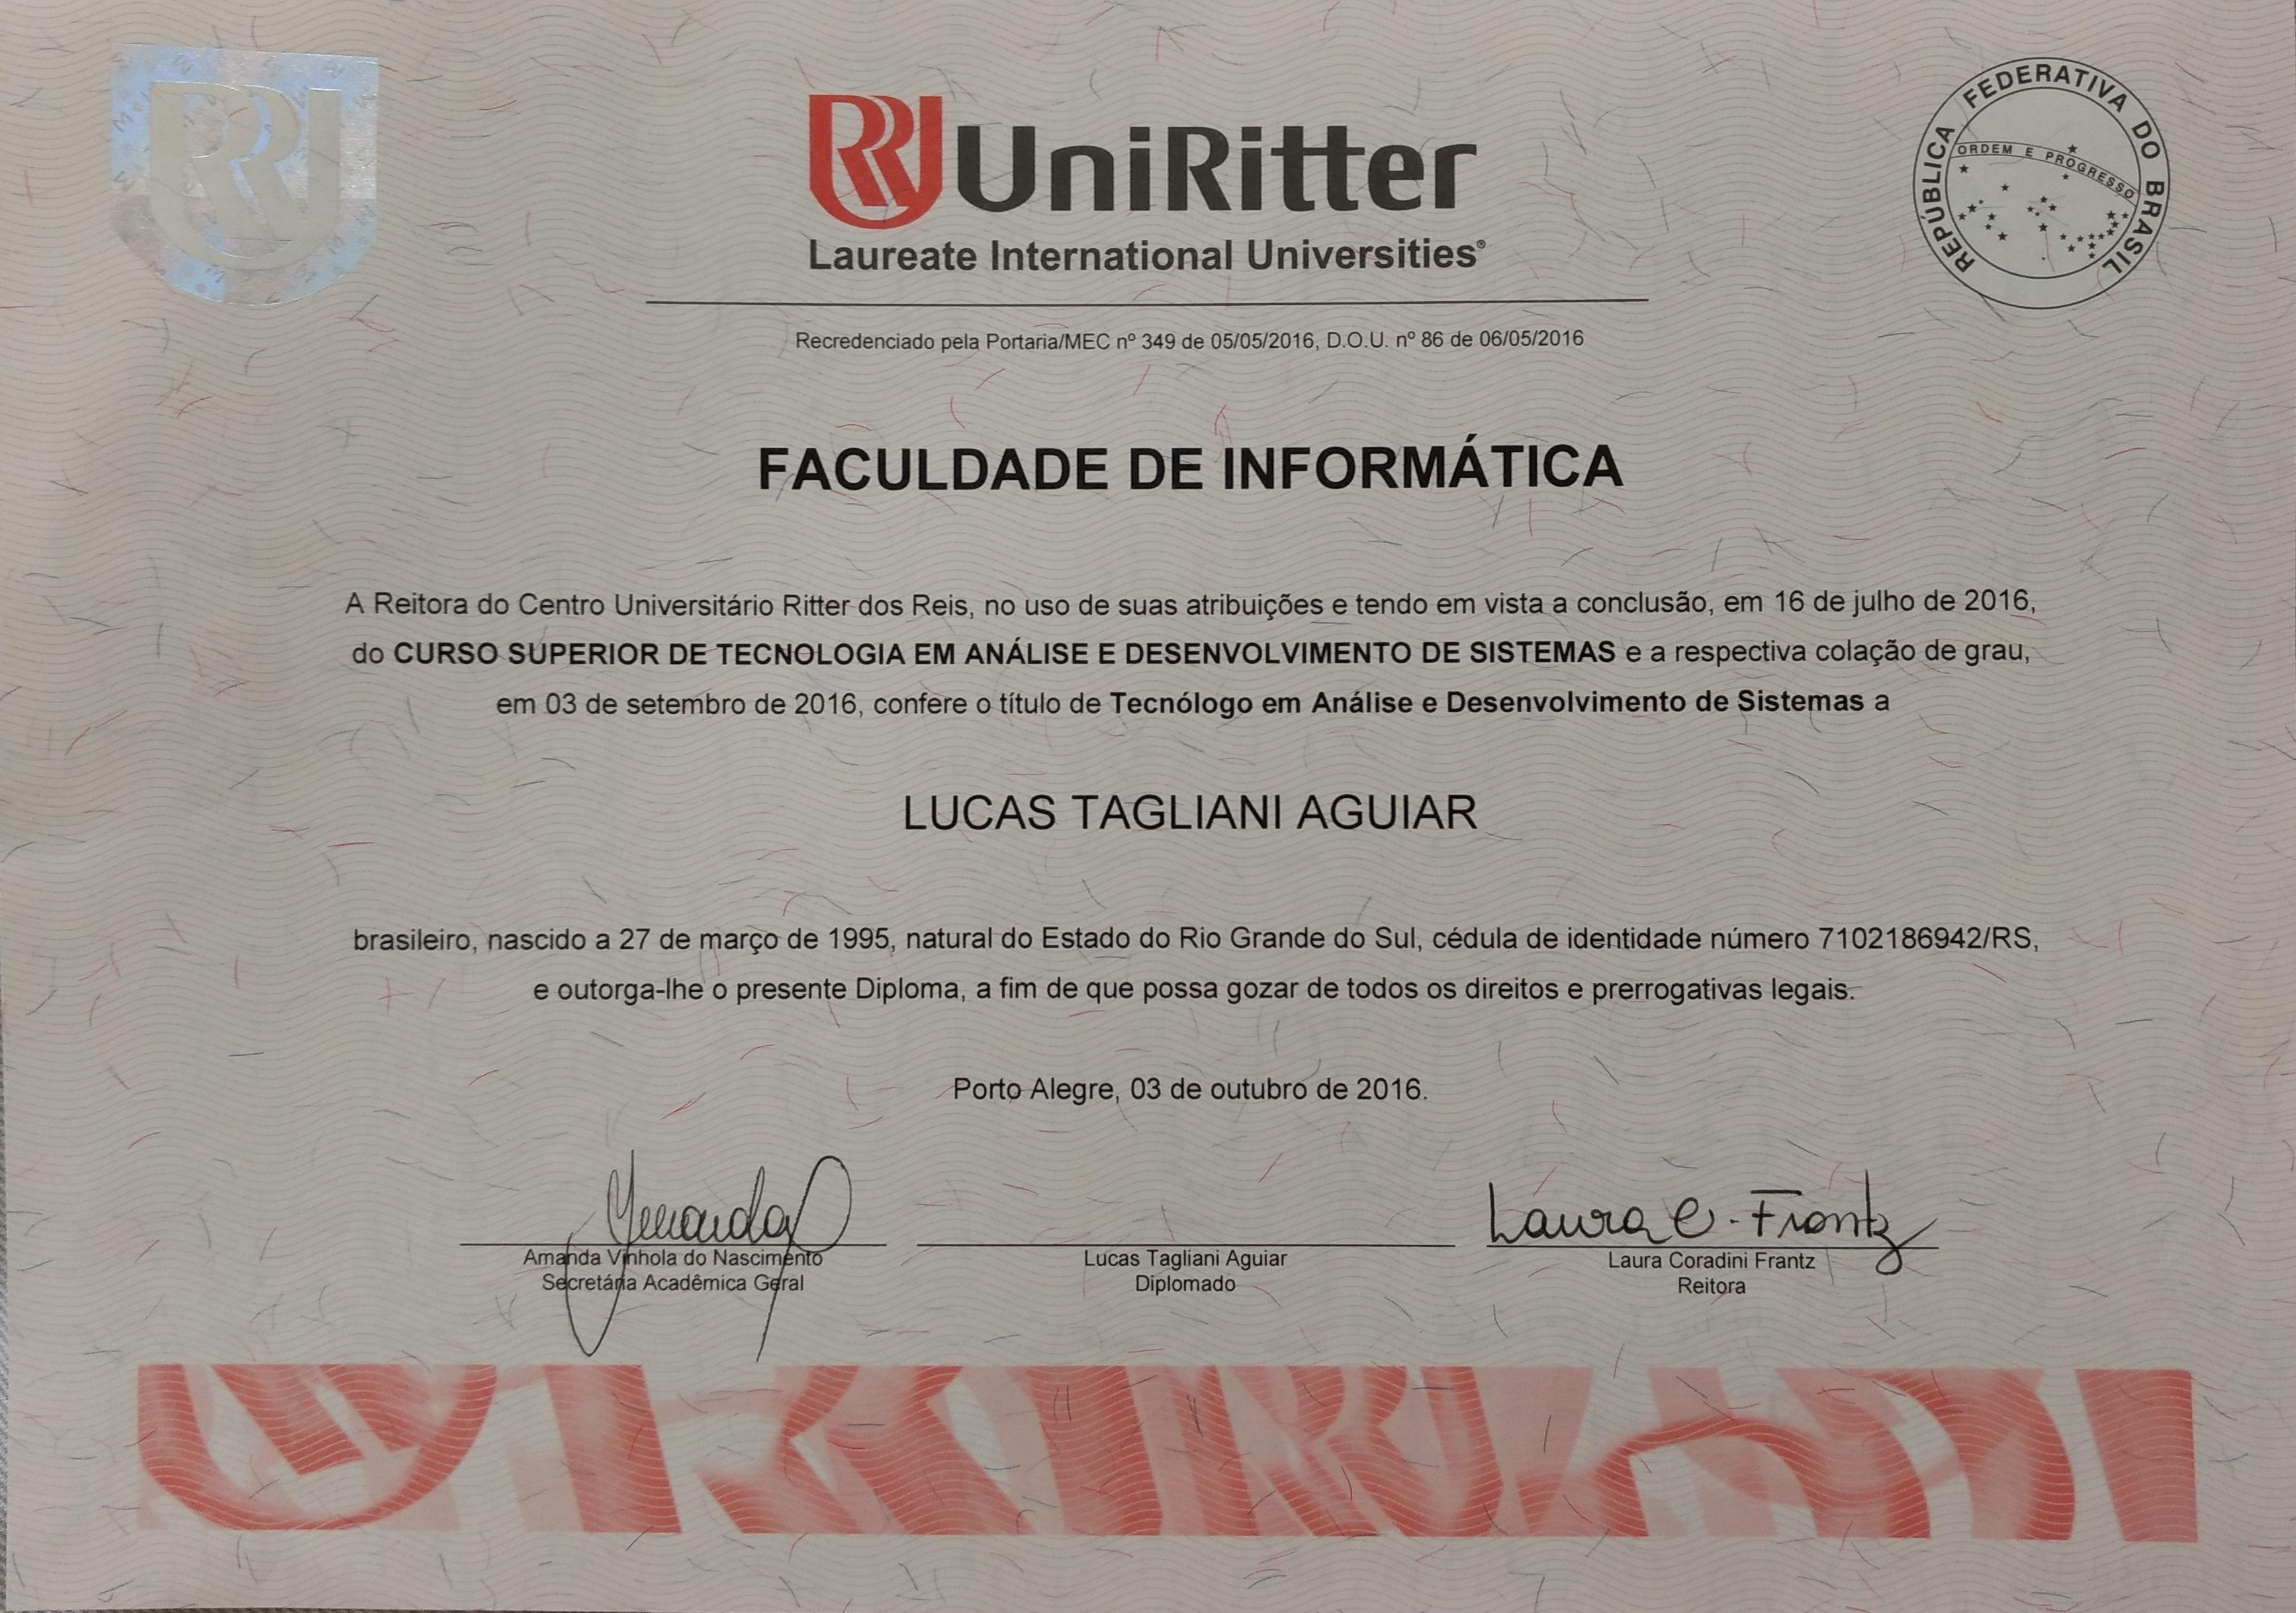 UniRitter
Laureate International Universities®
REPÚBLICA FEDERATIVA DO BRASIL
ORDEM E PROGRESSO
Recredenciado pela Portaria/MEC nº 349 de 05/05/2016, D.O.U. nº 86 de 06/05/2016
FACULDADE DE INFORMÁTICA
A Reitora do Centro Universitário Ritter dos Reis, no uso de suas atribuições e tendo em vista a conclusão, em 16 de julho de 2016,
do CURSO SUPERIOR DE TECNOLOGIA EM ANÁLISE E DESENVOLVIMENTO DE SISTEMAS e a respectiva colação de grau,
em 03 de setembro de 2016, confere o título de Tecnólogo em Análise e Desenvolvimento de Sistemas a
LUCAS TAGLIANI AGUIAR
brasileiro, nascido a 27 de março de 1995, natural do Estado do Rio Grande do Sul, cédula de identidade número 7102186942/RS,
e outorga-lhe o presente Diploma, a fim de que possa gozar de todos os direitos e prerrogativas legais.
Porto Alegre, 03 de outubro de 2016.
Laura C. Frantz
Amanda Vinhola do Nascimento
Secretária Acadêmica Geral
Lucas Tagliani Aguiar
Diplomado
Laura Coradini Frantz
Reitora